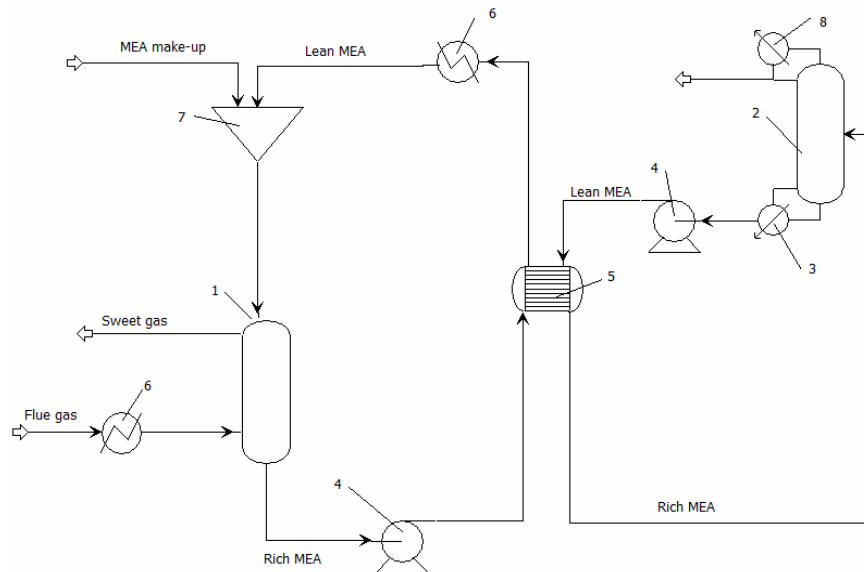 6
8
MEA make-up
Lean MEA
7
2
4
Lean MEA
3
5
1
Sweet gas
6
Flue gas
4
Rich MEA
Rich MEA